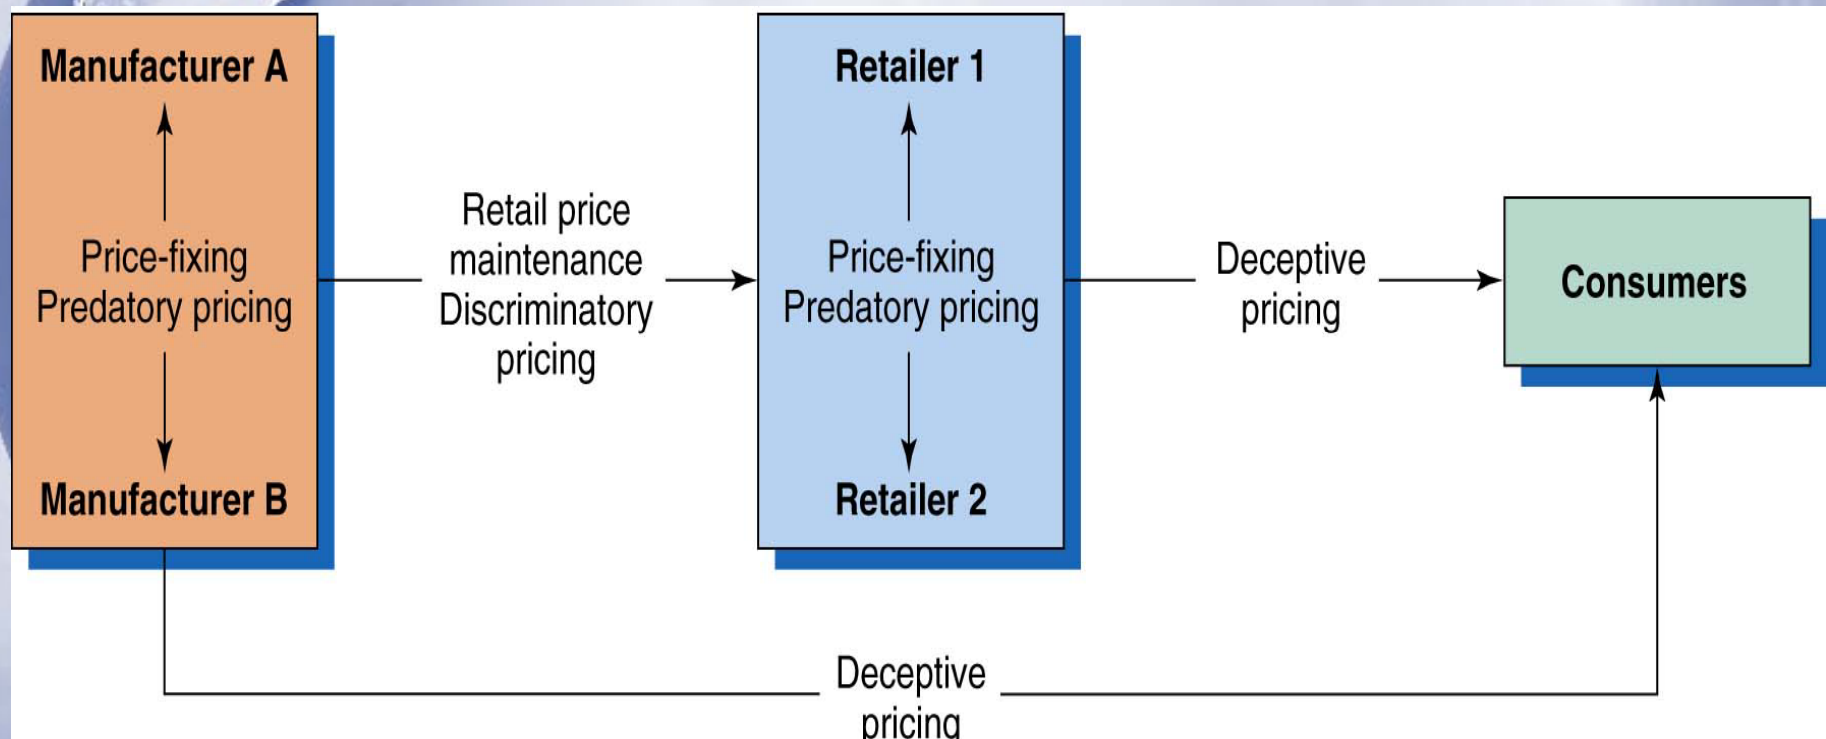 Manufacturer A
Price-fixing
Predatory pricing
Manufacturer B
Retail price
maintenance
Discriminatory
pricing
Retailer 1
Price-fixing
Predatory pricing
Retailer 2
Deceptive
pricing
Consumers
Deceptive
pricing